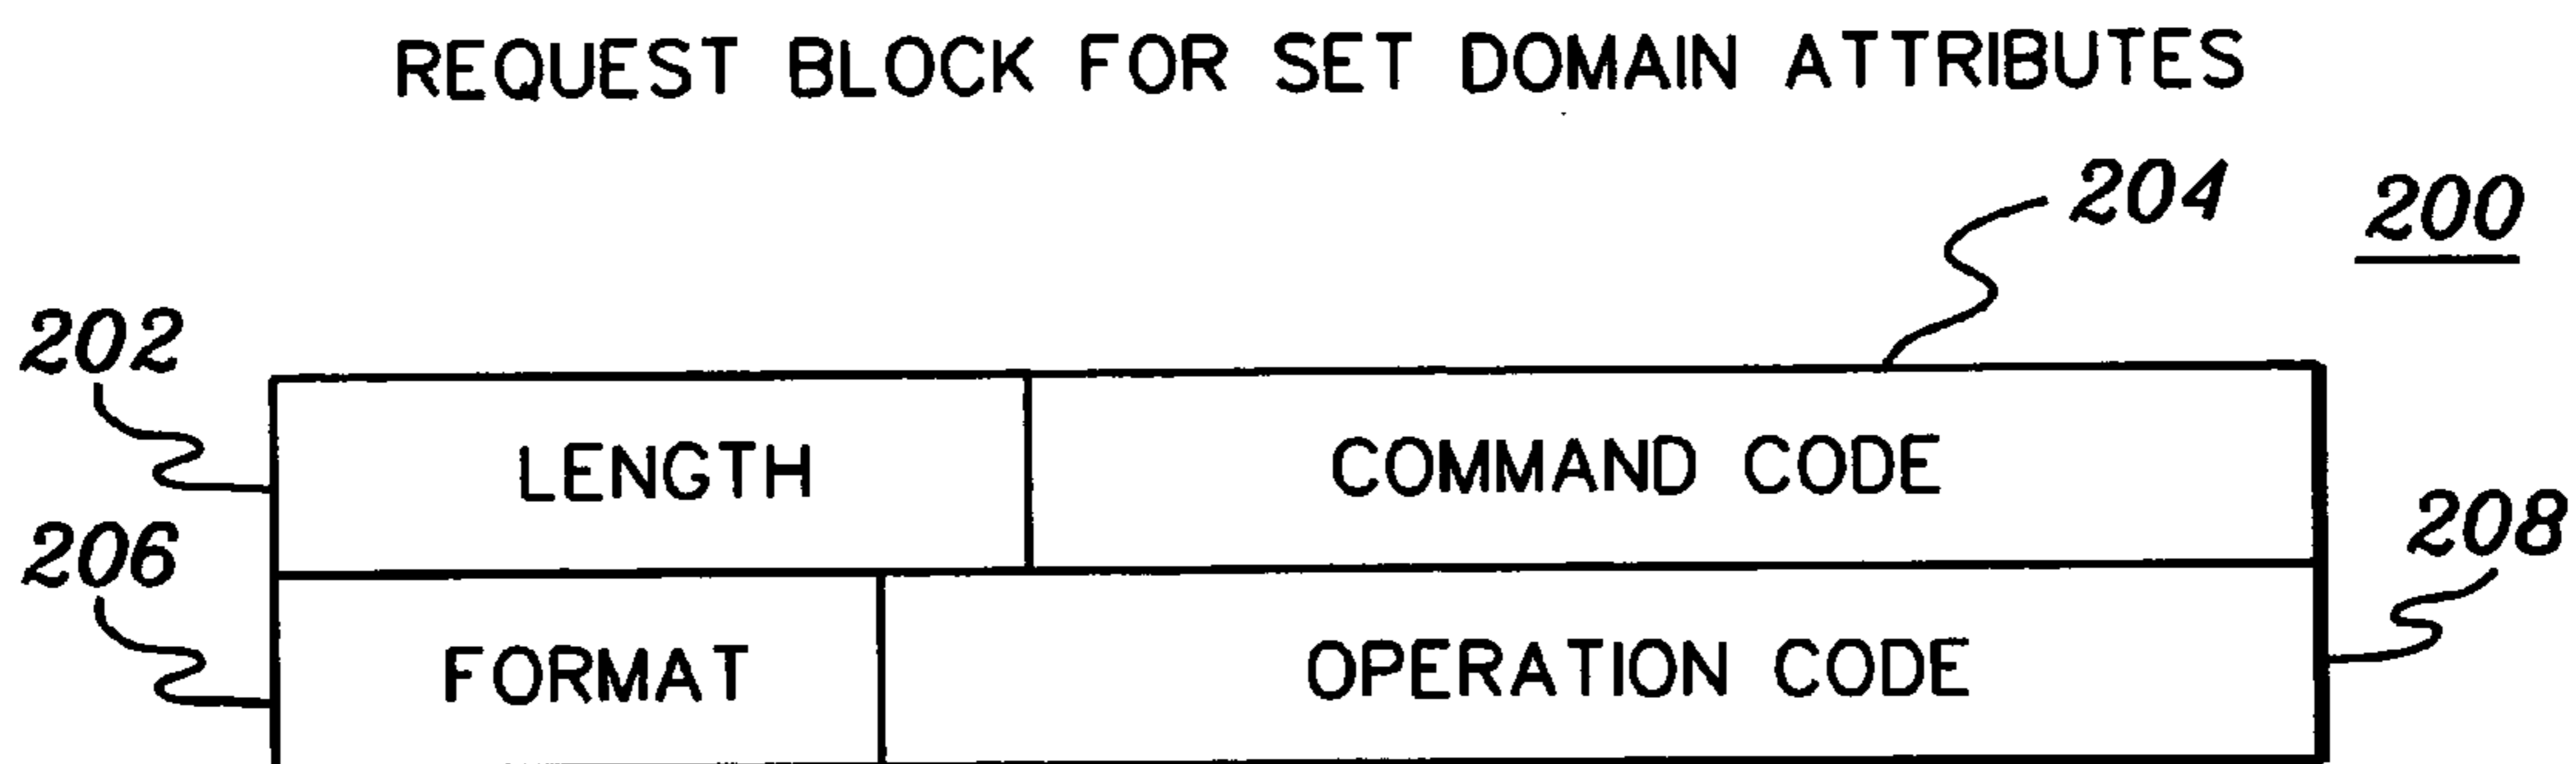 REQUEST BLOCK FOR SET DOMAIN ATTRIBUTES
204
200
202
LENGTH COMMAND CODE
206
208
FORMAT OPERATION CODE